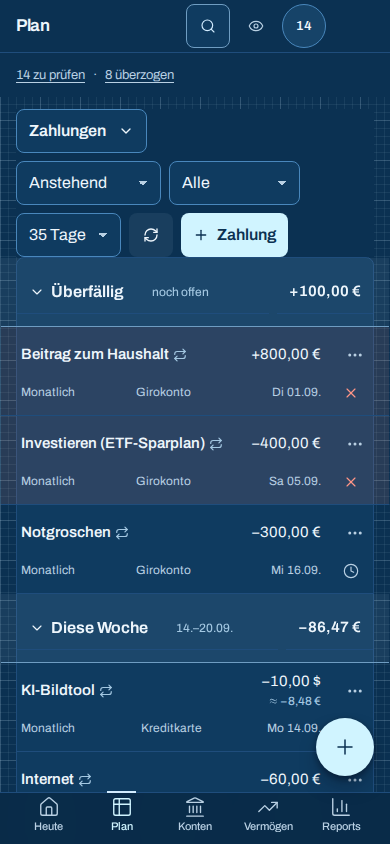 Plan
14
14 zu prüfen · 8 überzogen
Zahlungen
Anstehend Alle
35 Tage + Zahlung
Überfällig noch offen +100,00 €
Beitrag zum Haushalt +800,00 €
Monatlich Girokonto Di 01.09.
Investieren (ETF-Sparplan) −400,00 €
Monatlich Girokonto Sa 05.09.
Notgroschen −300,00 €
Monatlich Girokonto Mi 16.09.
Diese Woche 14.–20.09. −86,47 €
KI-Bildtool −10,00 $
≈ −8,48 €
Monatlich Kreditkarte Mo 14.09.
Internet −60,00 €
Heute Plan Konten Vermögen Reports